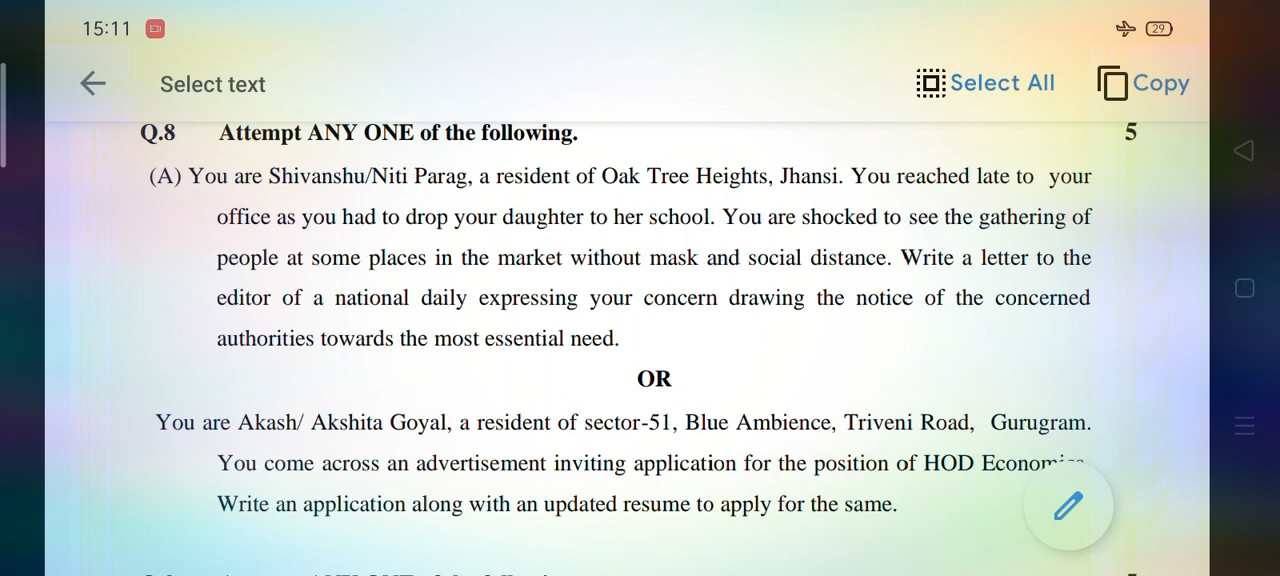 15:11
29
Select text
Select All
Copy
Q.8 Attempt ANY ONE of the following. 5
(A) You are Shivanshu/Niti Parag, a resident of Oak Tree Heights, Jhansi. You reached late to your
office as you had to drop your daughter to her school. You are shocked to see the gathering of
people at some places in the market without mask and social distance. Write a letter to the
editor of a national daily expressing your concern drawing the notice of the concerned
authorities towards the most essential need.
OR
You are Akash/ Akshita Goyal, a resident of sector-51, Blue Ambience, Triveni Road, Gurugram.
You come across an advertisement inviting application for the position of HOD
Write an application along with an updated resume to apply for the same.